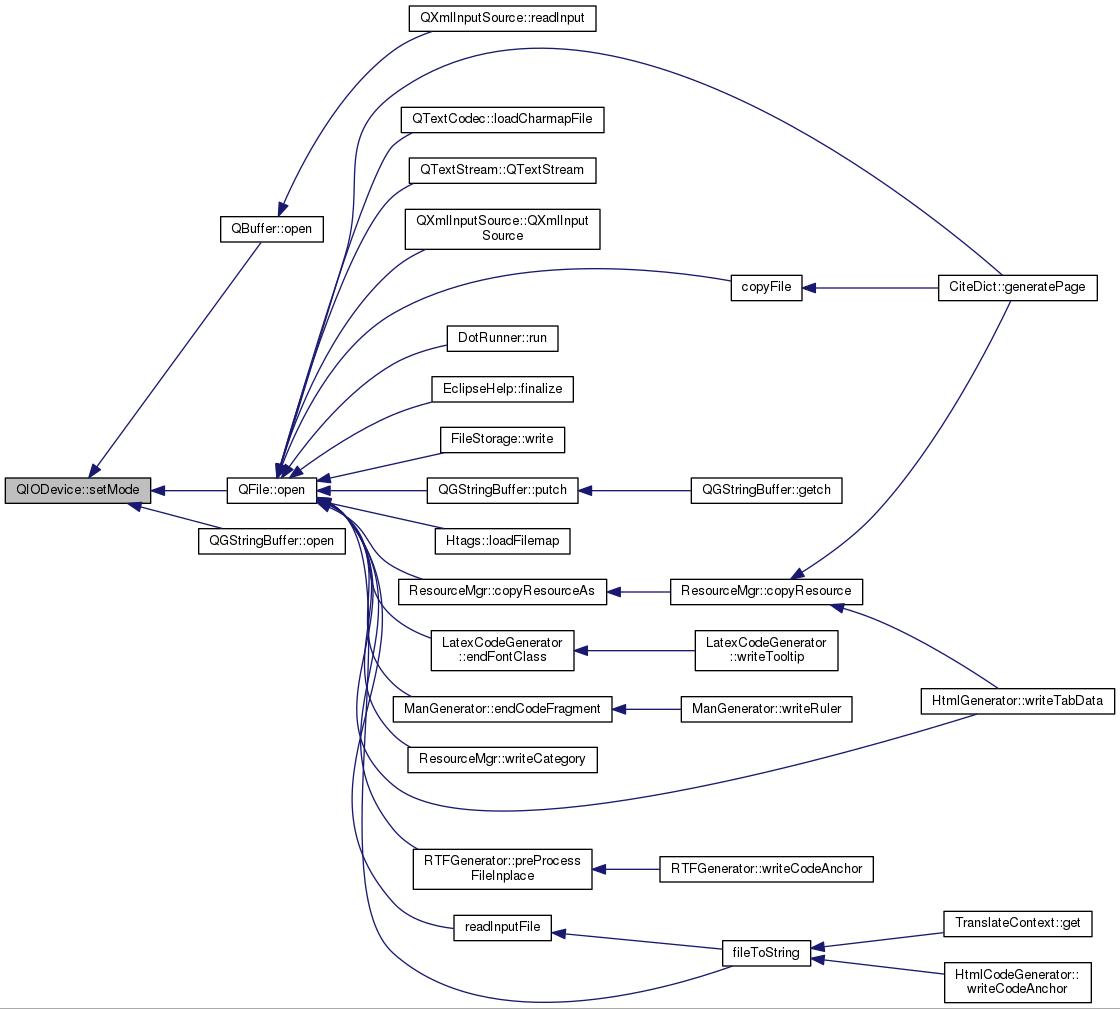 QXmlInputSource::readInput
QTextCodec::loadCharmapFile
QTextStream::QTextStream
QXmlInputSource::QXmlInput
Source
QBuffer::open
copyFile
CiteDict::generatePage
DotRunner::run
EclipseHelp::finalize
FileStorage::write
QIODevice::setMode
QFile::open
QGStringBuffer::putch
QGStringBuffer::getch
QGStringBuffer::open
Htags::loadFilemap
ResourceMgr::copyResourceAs
ResourceMgr::copyResource
LatexCodeGenerator
::endFontClass
LatexCodeGenerator
::writeTooltip
HtmlGenerator::writeTabData
ManGenerator::endCodeFragment
ManGenerator::writeRuler
ResourceMgr::writeCategory
RTFGenerator::preProcess
FileInplace
RTFGenerator::writeCodeAnchor
readInputFile
TranslateContext::get
fileToString
HtmlCodeGenerator::
writeCodeAnchor